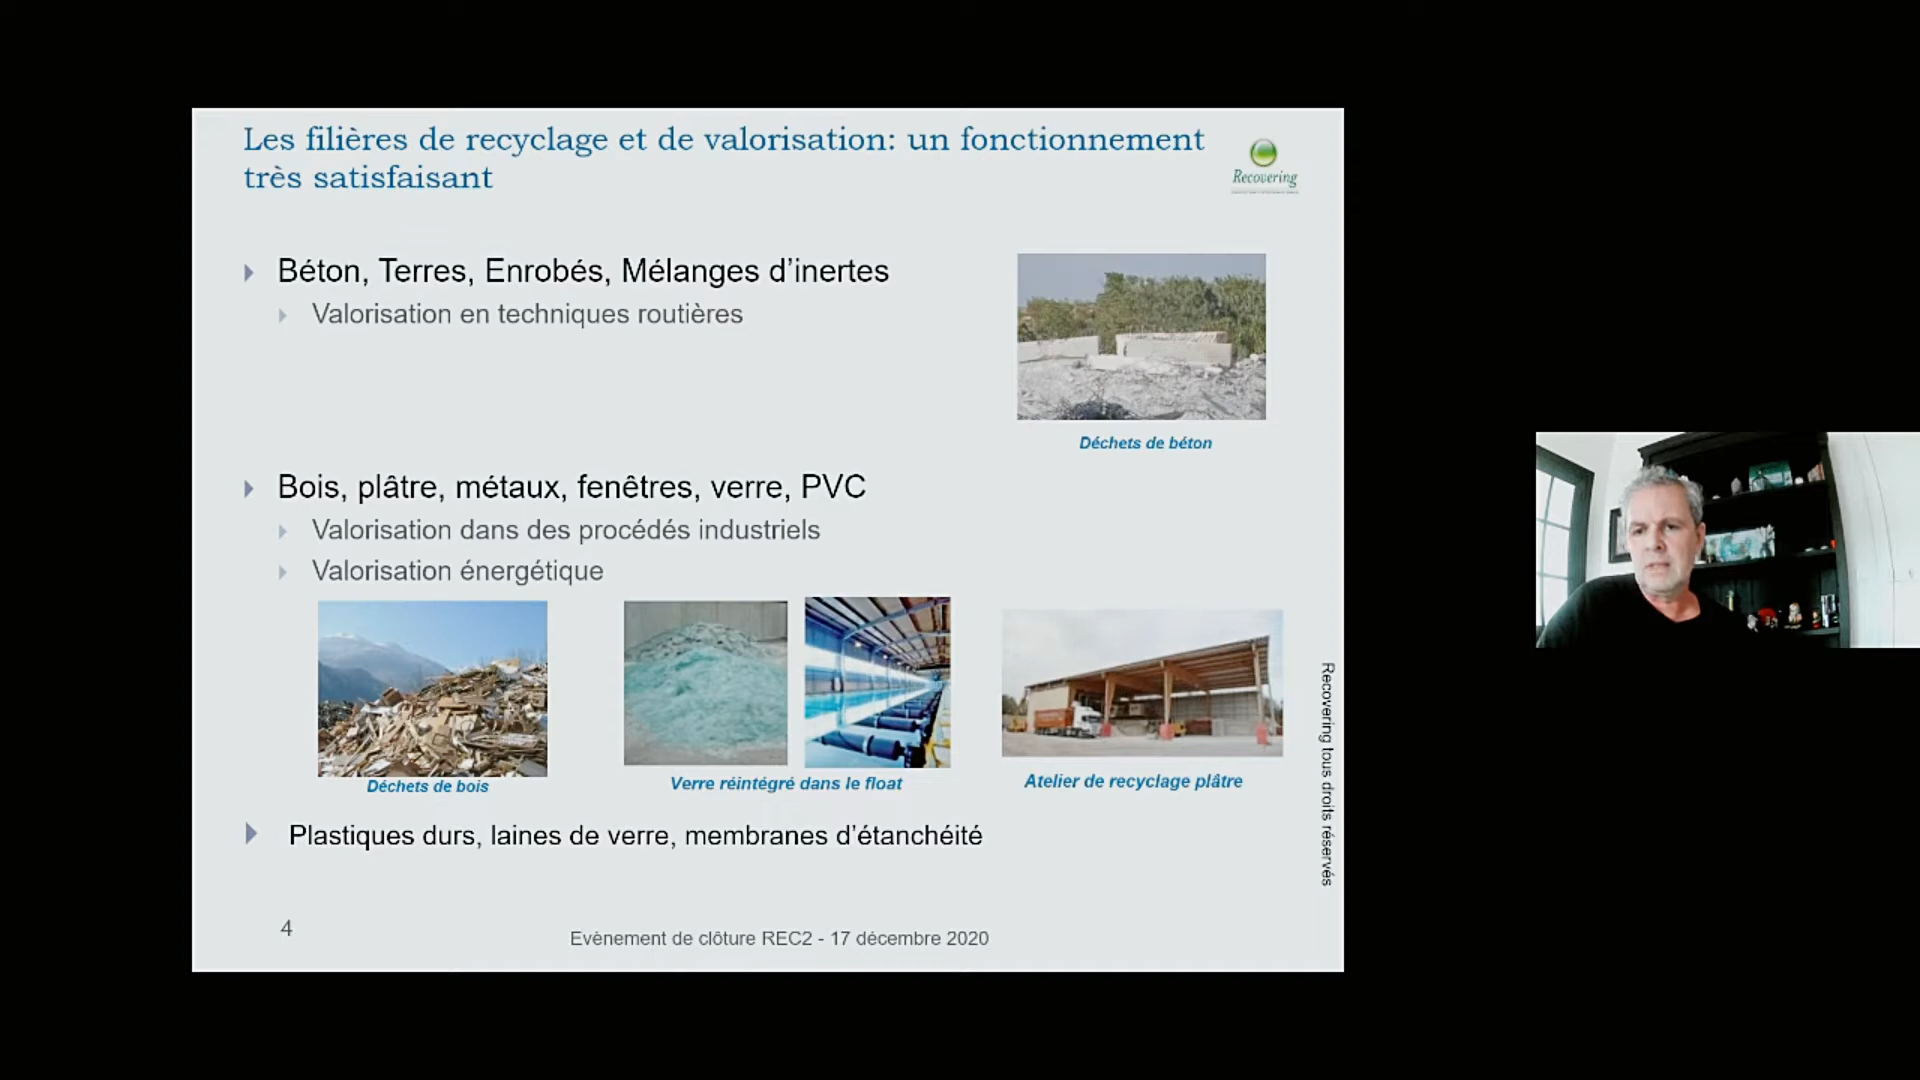 Les filières de recyclage et de valorisation: un fonctionnement
très satisfaisant
Recovering
Béton, Terres, Enrobés, Mélanges d’inertes
Valorisation en techniques routières
Déchets de béton
Bois, plâtre, métaux, fenêtres, verre, PVC
Valorisation dans des procédés industriels
Valorisation énergétique
Déchets de bois
Verre réintégré dans le float
Atelier de recyclage plâtre
Plastiques durs, laines de verre, membranes d’étanchéité
Recovering tous droits réservés
4
Evènement de clôture REC2 - 17 décembre 2020